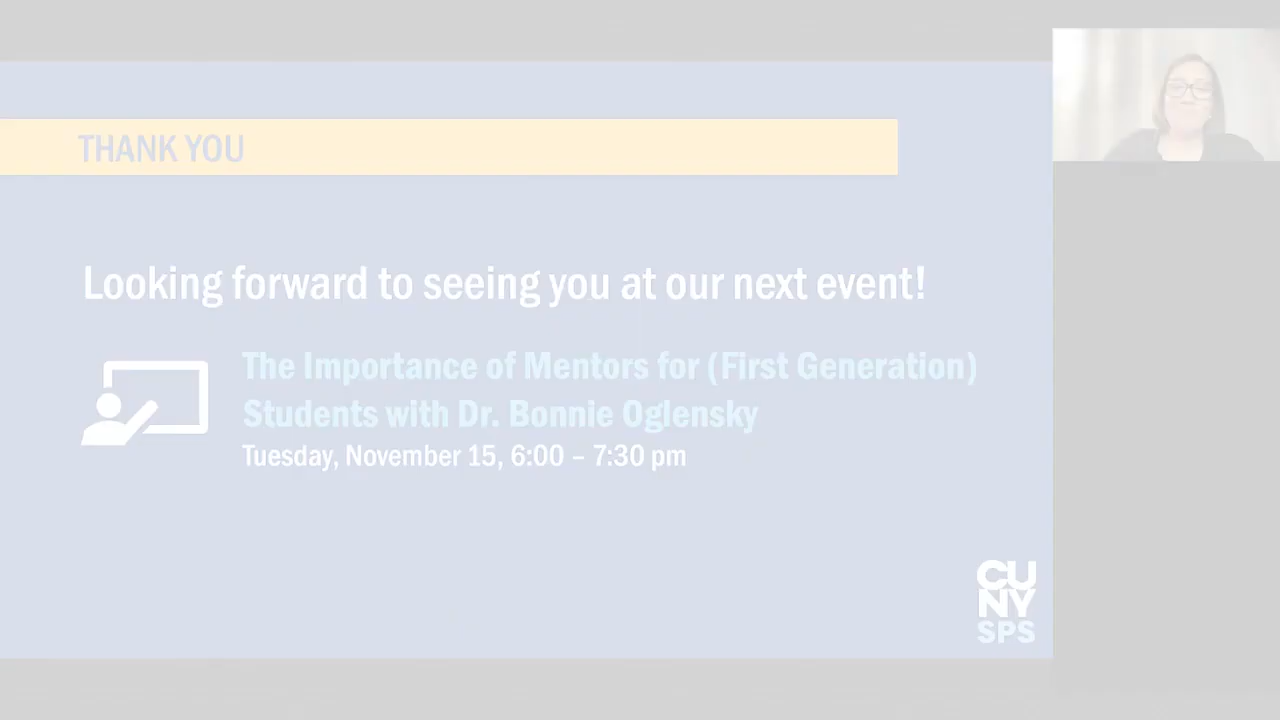 THANK YOU
Looking forward to seeing you at our next event!
The Importance of Mentors for (First Generation)
Students with Dr. Bonnie Oglensky
Tuesday, November 15, 6:00 – 7:30 pm
CU
NY
SPS